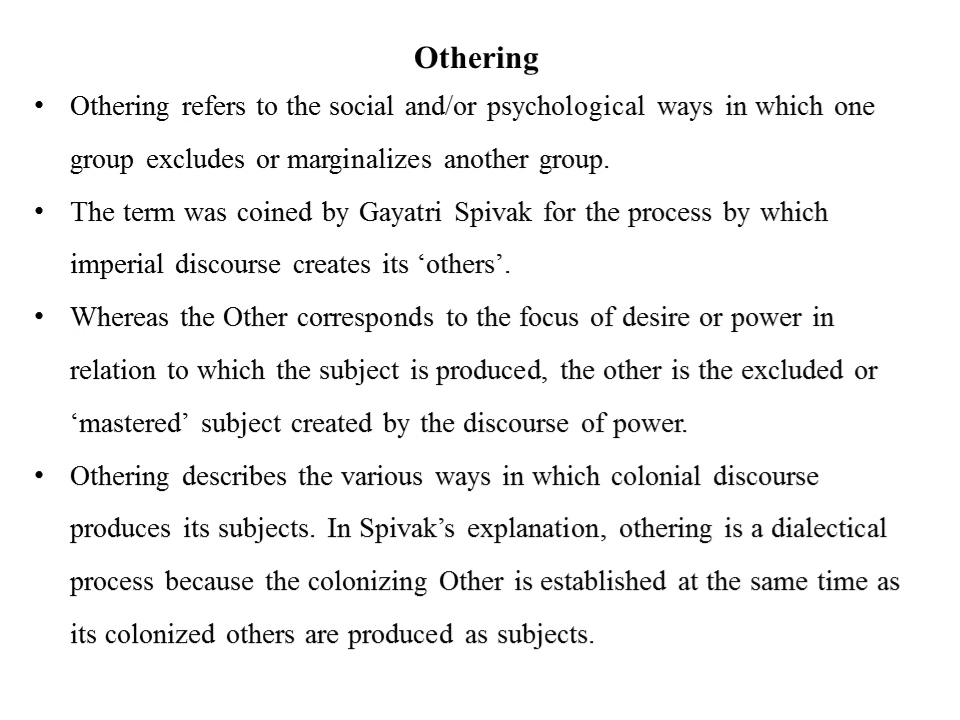 Othering
• Othering refers to the social and/or psychological ways in which one
group excludes or marginalizes another group.
• The term was coined by Gayatri Spivak for the process by which
imperial discourse creates its ‘others’.
• Whereas the Other corresponds to the focus of desire or power in
relation to which the subject is produced, the other is the excluded or
‘mastered’ subject created by the discourse of power.
• Othering describes the various ways in which colonial discourse
produces its subjects. In Spivak’s explanation, othering is a dialectical
process because the colonizing Other is established at the same time as
its colonized others are produced as subjects.